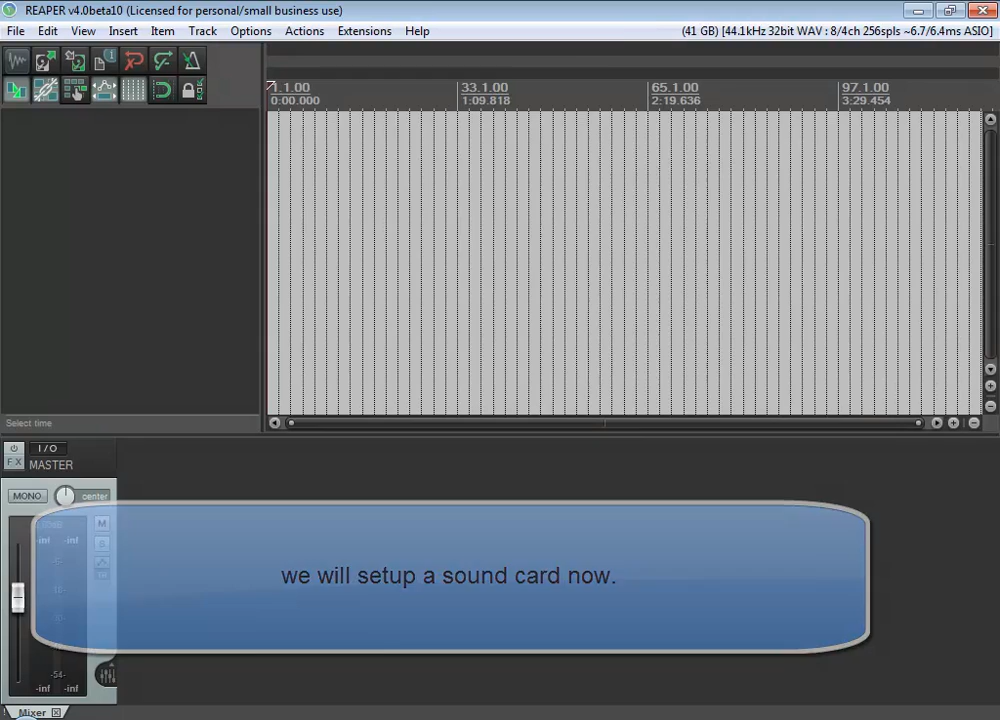 REAPER v4.0beta10 (Licensed for personal/small business use)
File Edit View Insert Item Track Options Actions Extensions Help
(41 GB) [44.1kHz 32bit WAV : 8/4ch 256spls ~6.7/6.4ms ASIO]
1.1.00 33.1.00 65.1.00 97.1.00
0:00.000 1:09.818 2:19.636 3:29.454
Select time
I/O
FX MASTER
MONO center
M
-inf -inf
S
we will setup a sound card now.
-54-
-inf -inf
Mixer